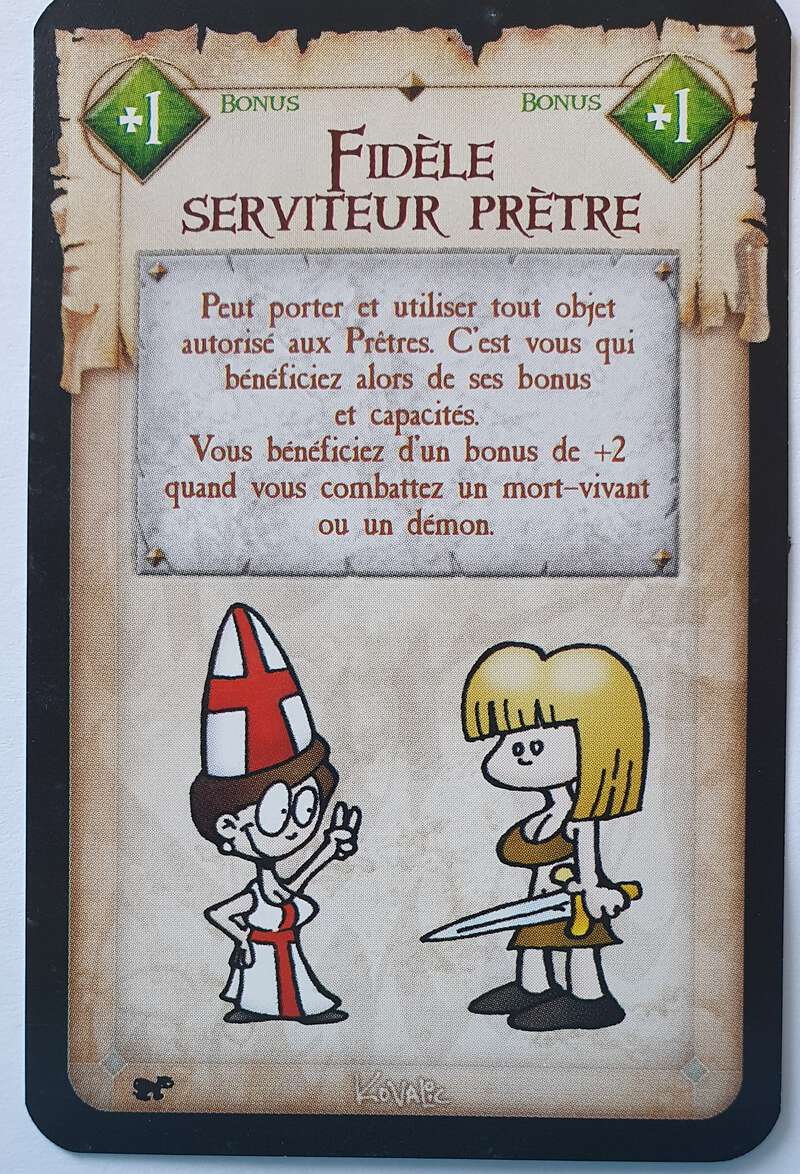 +1 BONUS BONUS +1
FIDÈLE
SERVITEUR PRÈTRE
Peut porter et utiliser tout objet
autorisé aux Prêtres. C'est vous qui
bénéficiez alors de ses bonus
et capacités.
Vous bénéficiez d'un bonus de +2
quand vous combattez un mort-vivant
ou un démon.
KOVALIC